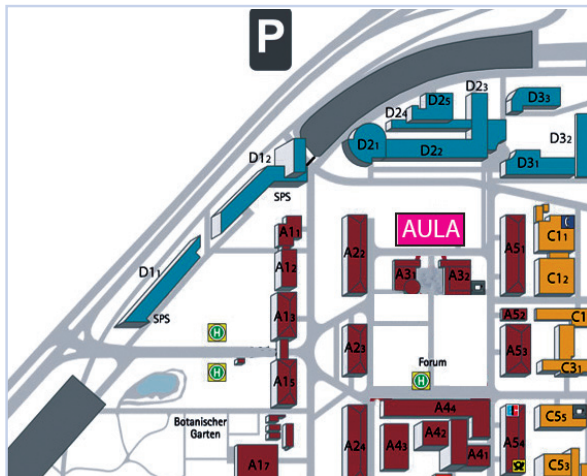 P
D2₃
D2₅
D3₃
D2₄
D3₂
D2₁
D2₂
D1₂
D3₁
SPS
AULA
A1₁
A2₂
A5₁
C1₁
A1₂
A3₁
A3₂
C1₂
D1₁
A1₃
A5₂
C1
SPS
H
A2₃
A5₃
Forum
C3₁
H
H
A1₅
Botanischer
Garten
A4₄
C5₅
A2₄
A4₃
A4₂
A5₄
A1₇
A4₁
C5₃